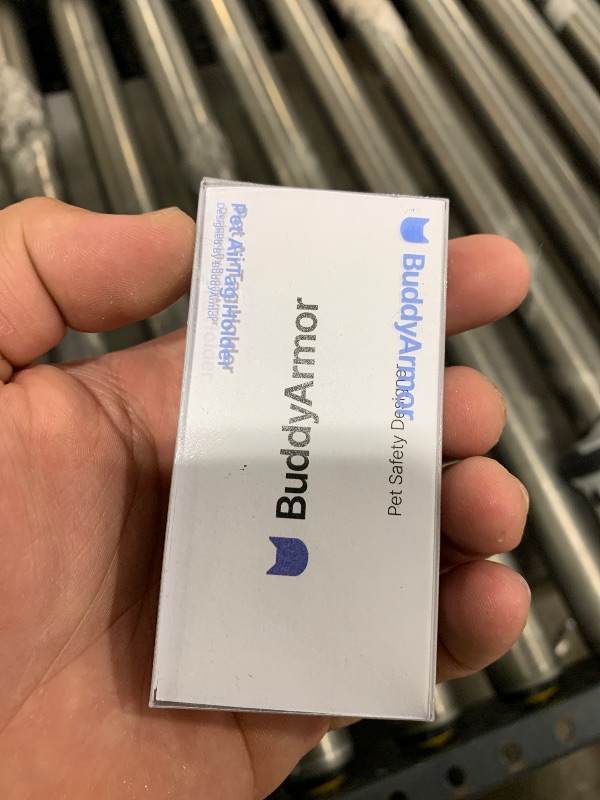 BuddyArmor
Pet Safety Designer
BuddyArmor
Pet AirTag Holder
Designed by BuddyArmor